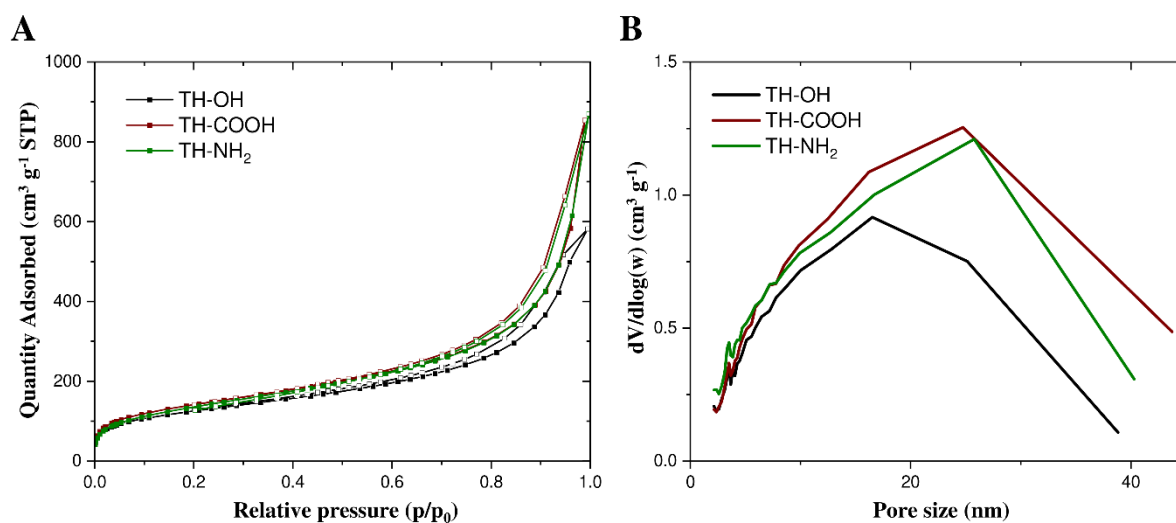 A
1000
800
600
400
200
0
0.0 0.2 0.4 0.6 0.8 1.0
Quantity Adsorbed (cm³ g⁻¹ STP)
Relative pressure (p/p₀)
TH-OH
TH-COOH
TH-NH₂
B
1.5
1.0
0.5
0.0
0 20 40
dV/dlog(w) (cm³ g⁻¹)
Pore size (nm)
TH-OH
TH-COOH
TH-NH₂